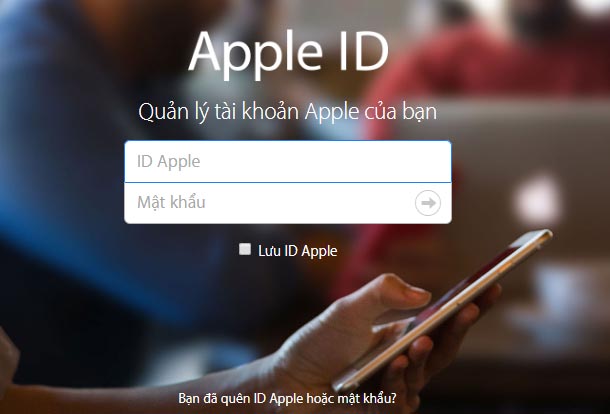 Apple ID
Quản lý tài khoản Apple của bạn
ID Apple
Mật khẩu
Lưu ID Apple
Bạn đã quên ID Apple hoặc mật khẩu?